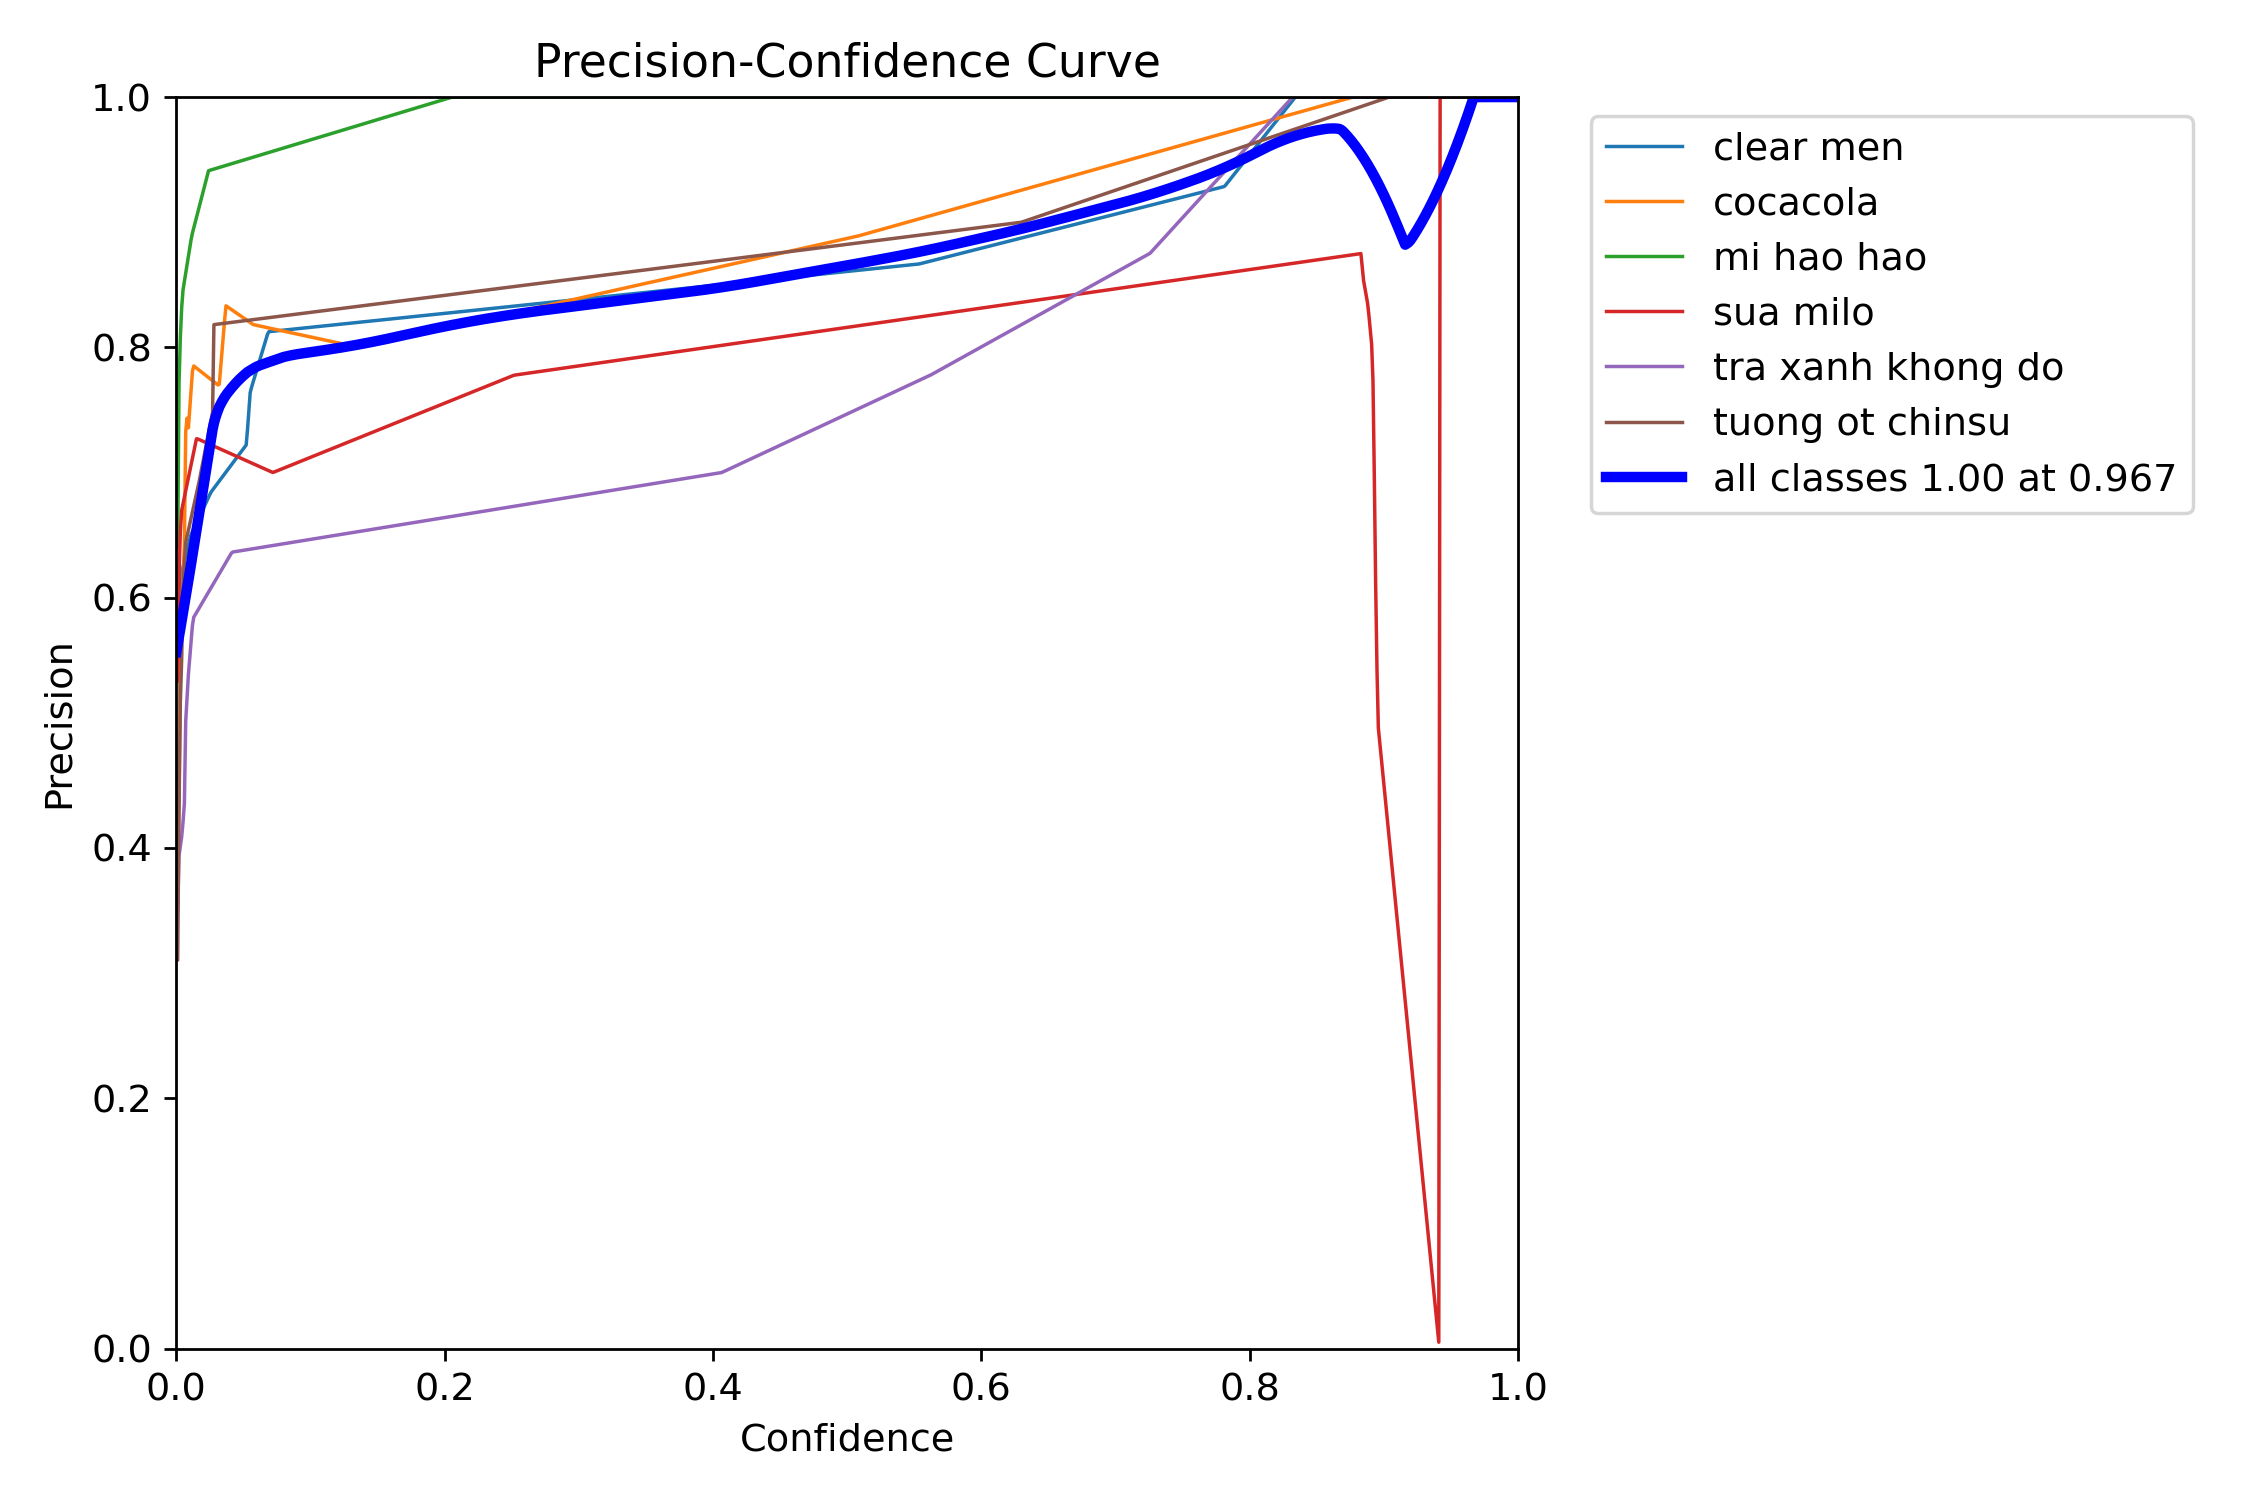 Precision-Confidence Curve
1.0
0.8
0.6
0.4
0.2
0.0
Precision
0.0 0.2 0.4 0.6 0.8 1.0
Confidence
clear men
cocacola
mi hao hao
sua milo
tra xanh khong do
tuong ot chinsu
all classes 1.00 at 0.967